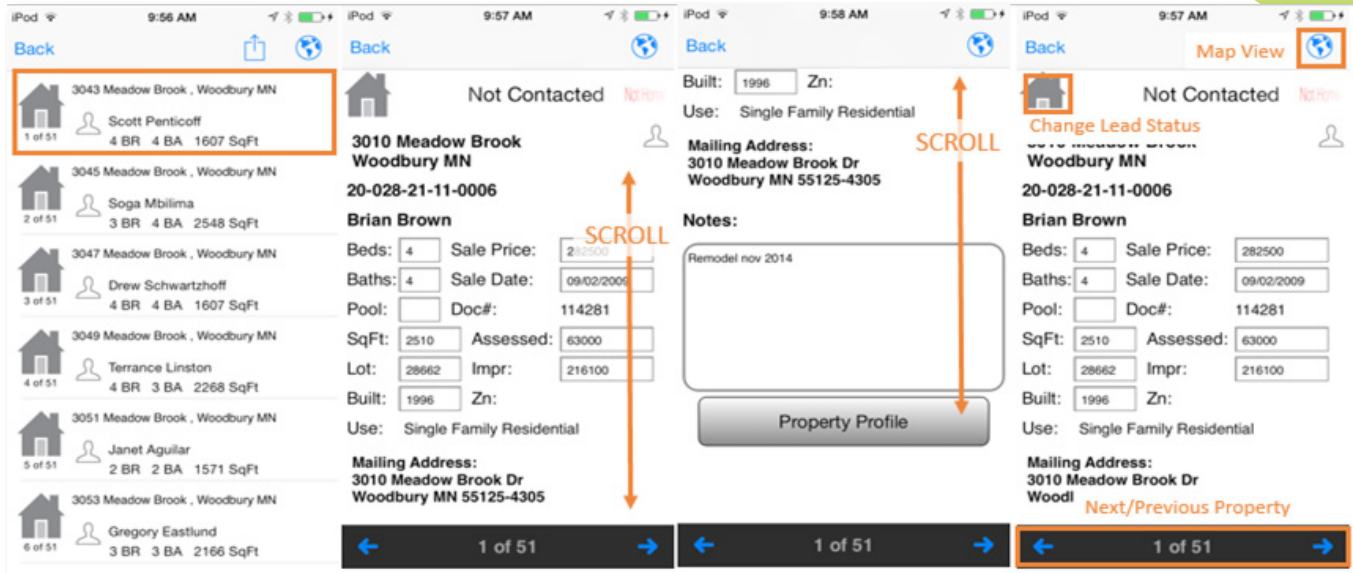 iPod 9:56 AM
Back
3043 Meadow Brook , Woodbury MN
Scott Penticoff
1 of 51 4 BR 4 BA 1607 SqFt
3045 Meadow Brook , Woodbury MN
Soga Mbilima
2 of 51 3 BR 4 BA 2548 SqFt
3047 Meadow Brook , Woodbury MN
Drew Schwartzhoff
3 of 51 4 BR 4 BA 1607 SqFt
3049 Meadow Brook , Woodbury MN
Terrance Linston
4 of 51 4 BR 3 BA 2268 SqFt
3051 Meadow Brook , Woodbury MN
Janet Aguilar
5 of 51 2 BR 2 BA 1571 SqFt
3053 Meadow Brook , Woodbury MN
Gregory Eastlund
6 of 51 3 BR 3 BA 2166 SqFt
iPod 9:57 AM
Back
Not Contacted
3010 Meadow Brook
Woodbury MN
20-028-21-11-0006
Brian Brown
SCROLL
Beds: 4 Sale Price: 282500
Baths: 4 Sale Date: 09/02/2009
Pool: Doc#: 114281
SqFt: 2510 Assessed: 63000
Lot: 28662 Impr: 216100
Built: 1996 Zn:
Use: Single Family Residential
Mailing Address:
3010 Meadow Brook Dr
Woodbury MN 55125-4305
1 of 51
iPod 9:58 AM
Back
Built: 1996 Zn:
Use: Single Family Residential
SCROLL
Mailing Address:
3010 Meadow Brook Dr
Woodbury MN 55125-4305
Notes:
Remodel nov 2014
Property Profile
1 of 51
iPod 9:57 AM
Back Map View
Not Contacted
Change Lead Status
Woodbury MN
20-028-21-11-0006
Brian Brown
Beds: 4 Sale Price: 282500
Baths: 4 Sale Date: 09/02/2009
Pool: Doc#: 114281
SqFt: 2510 Assessed: 63000
Lot: 28662 Impr: 216100
Built: 1996 Zn:
Use: Single Family Residential
Mailing Address:
3010 Meadow Brook Dr
Woodl
Next/Previous Property
1 of 51